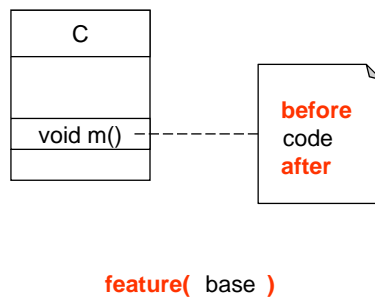 C
void m()
before
code
after
feature( base )